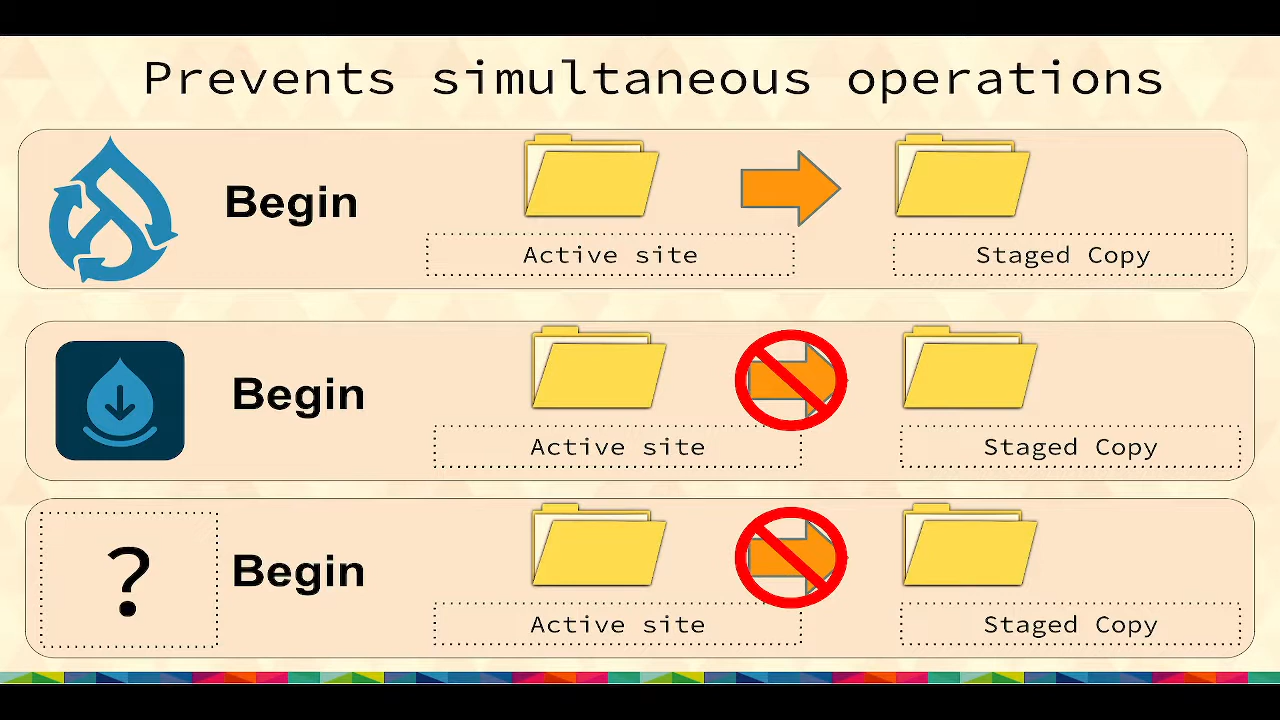 Prevents simultaneous operations
Begin
Active site
Staged Copy
Begin
Active site
Staged Copy
?
Begin
Active site
Staged Copy